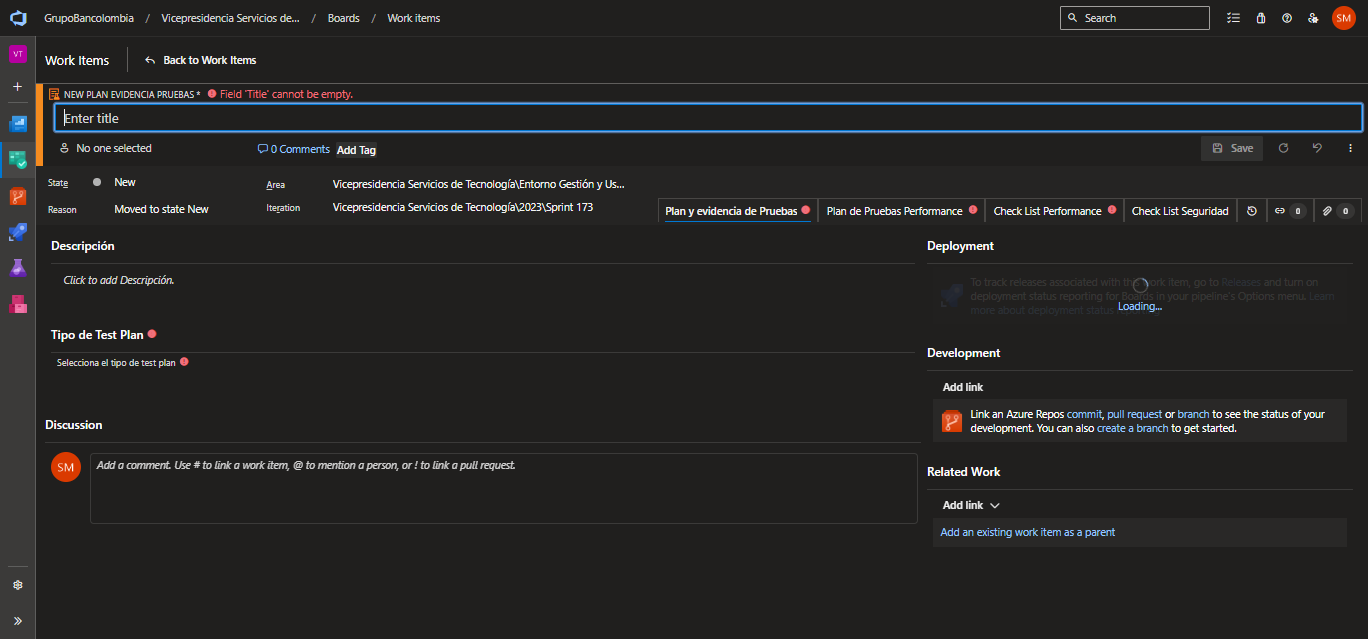 GrupoBancolombia / Vicepresidencia Servicios de... / Boards / Work items
Search
SM
VT
Work Items
Back to Work Items
NEW PLAN EVIDENCIA PRUEBAS * Field 'Title' cannot be empty.
Enter title
No one selected
0 Comments
Add Tag
Save
State
New
Area
Vicepresidencia Servicios de Tecnología\Entorno Gestión y Us...
Reason
Moved to state New
Iteration
Vicepresidencia Servicios de Tecnología\2023\Sprint 173
Plan y evidencia de Pruebas
Plan de Pruebas Performance
Check List Performance
Check List Seguridad
0
0
Descripción
Click to add Descripción.
Tipo de Test Plan
Selecciona el tipo de test plan
Discussion
SM
Add a comment. Use # to link a work item, @ to mention a person, or ! to link a pull request.
Deployment
To track releases associated with this work item, go to Releases and turn on
deployment status reporting for Boards in your pipeline's Options menu. Learn
more about deployment status reporting
Loading...
Development
Add link
Link an Azure Repos commit, pull request or branch to see the status of your
development. You can also create a branch to get started.
Related Work
Add link
Add an existing work item as a parent